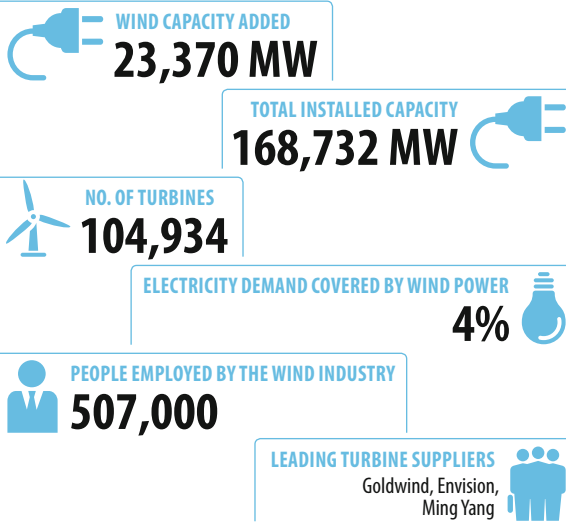 WIND CAPACITY ADDED
23,370 MW
TOTAL INSTALLED CAPACITY
168,732 MW
NO. OF TURBINES
104,934
ELECTRICITY DEMAND COVERED BY WIND POWER
4%
PEOPLE EMPLOYED BY THE WIND INDUSTRY
507,000
LEADING TURBINE SUPPLIERS
Goldwind, Envision,
Ming Yang